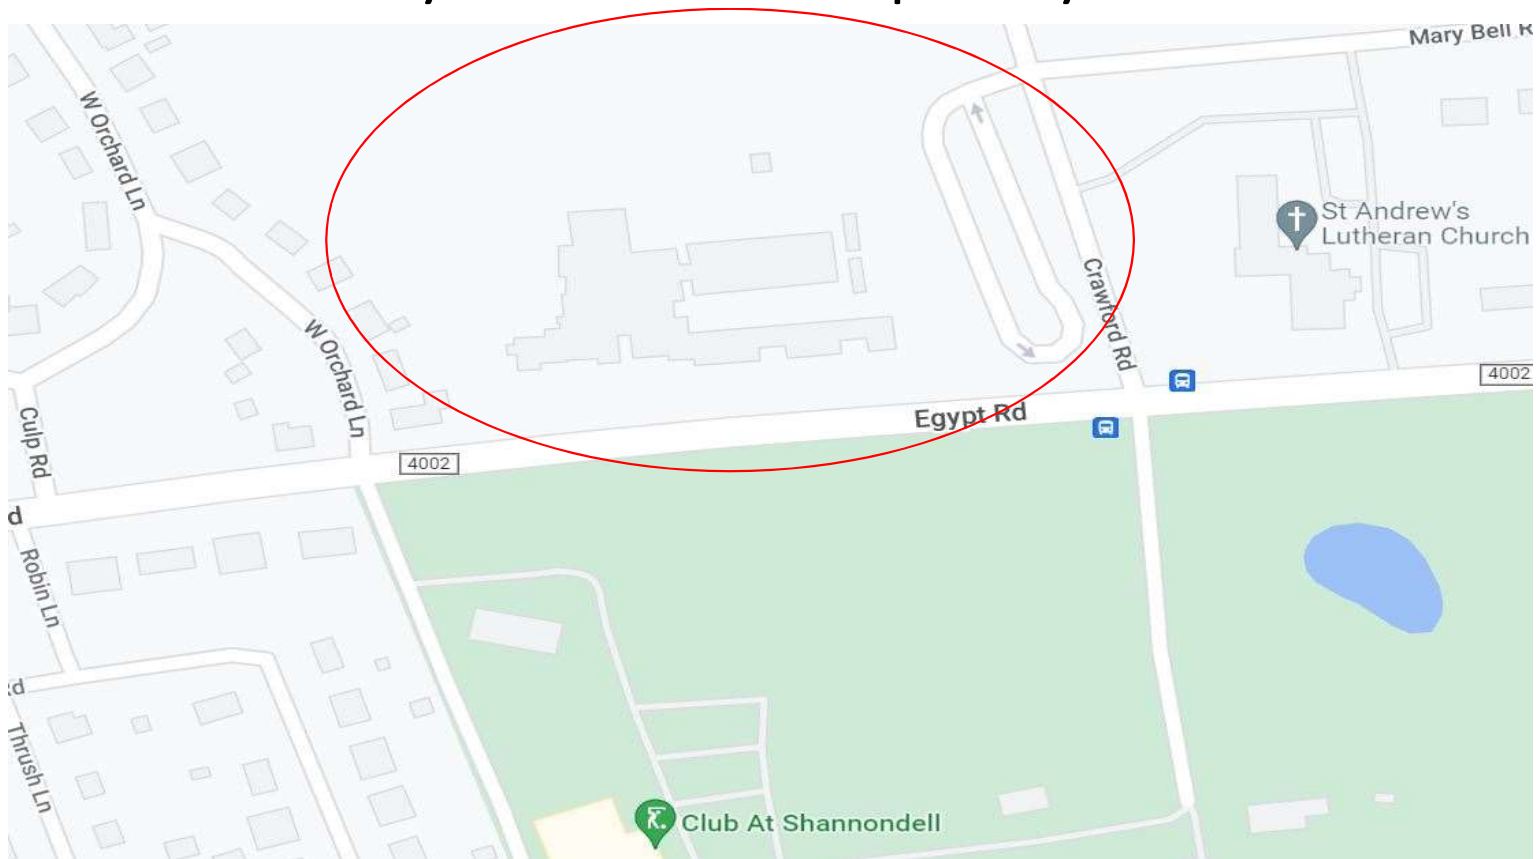 Mary Bell R
W Orchard Ln
St Andrew's
Lutheran Church
Crawford Rd
W Orchard Ln
4002
Egypt Rd
Culp Rd
4002
d
Robin Ln
d
Thrush Ln
Club At Shannondell